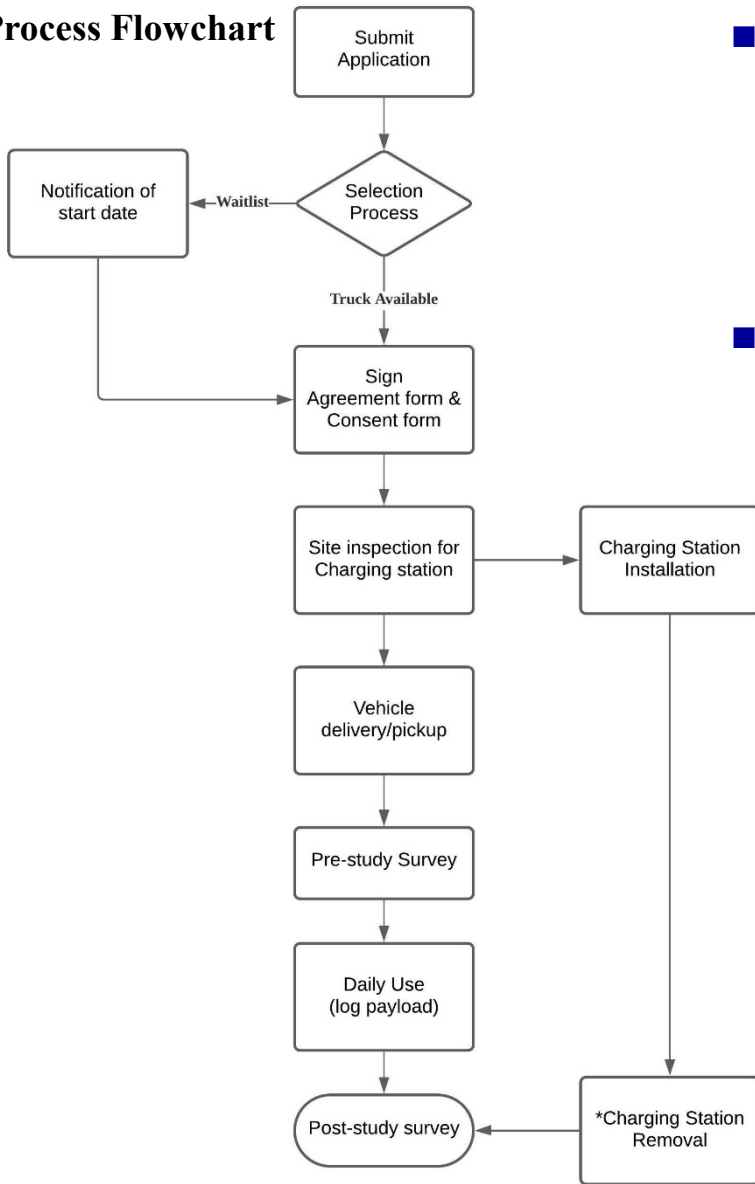 Process Flowchart
Submit
Application
Selection
Process
Waitlist
Notification of
start date
Truck Available
Sign
Agreement form &
Consent form
Site inspection for
Charging station
Charging Station
Installation
Vehicle
delivery/pickup
Pre-study Survey
Daily Use
(log payload)
Post-study survey
*Charging Station
Removal